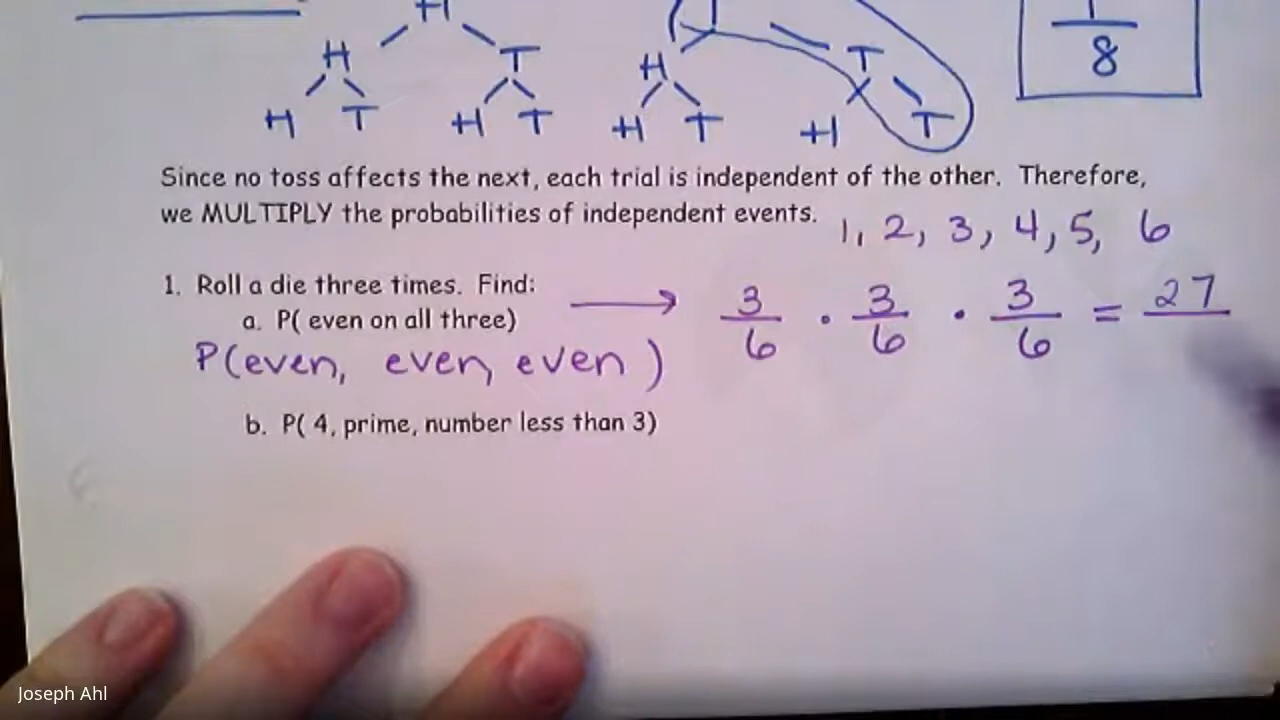 H
1
H T T
8
H
H T H T H T H T
Since no toss affects the next, each trial is independent of the other. Therefore,
we MULTIPLY the probabilities of independent events.
1, 2, 3, 4, 5, 6
1. Roll a die three times. Find:
a. P( even on all three)
3/6 · 3/6 · 3/6 = 27
P(even, even, even )
b. P( 4, prime, number less than 3)
Joseph Ahl